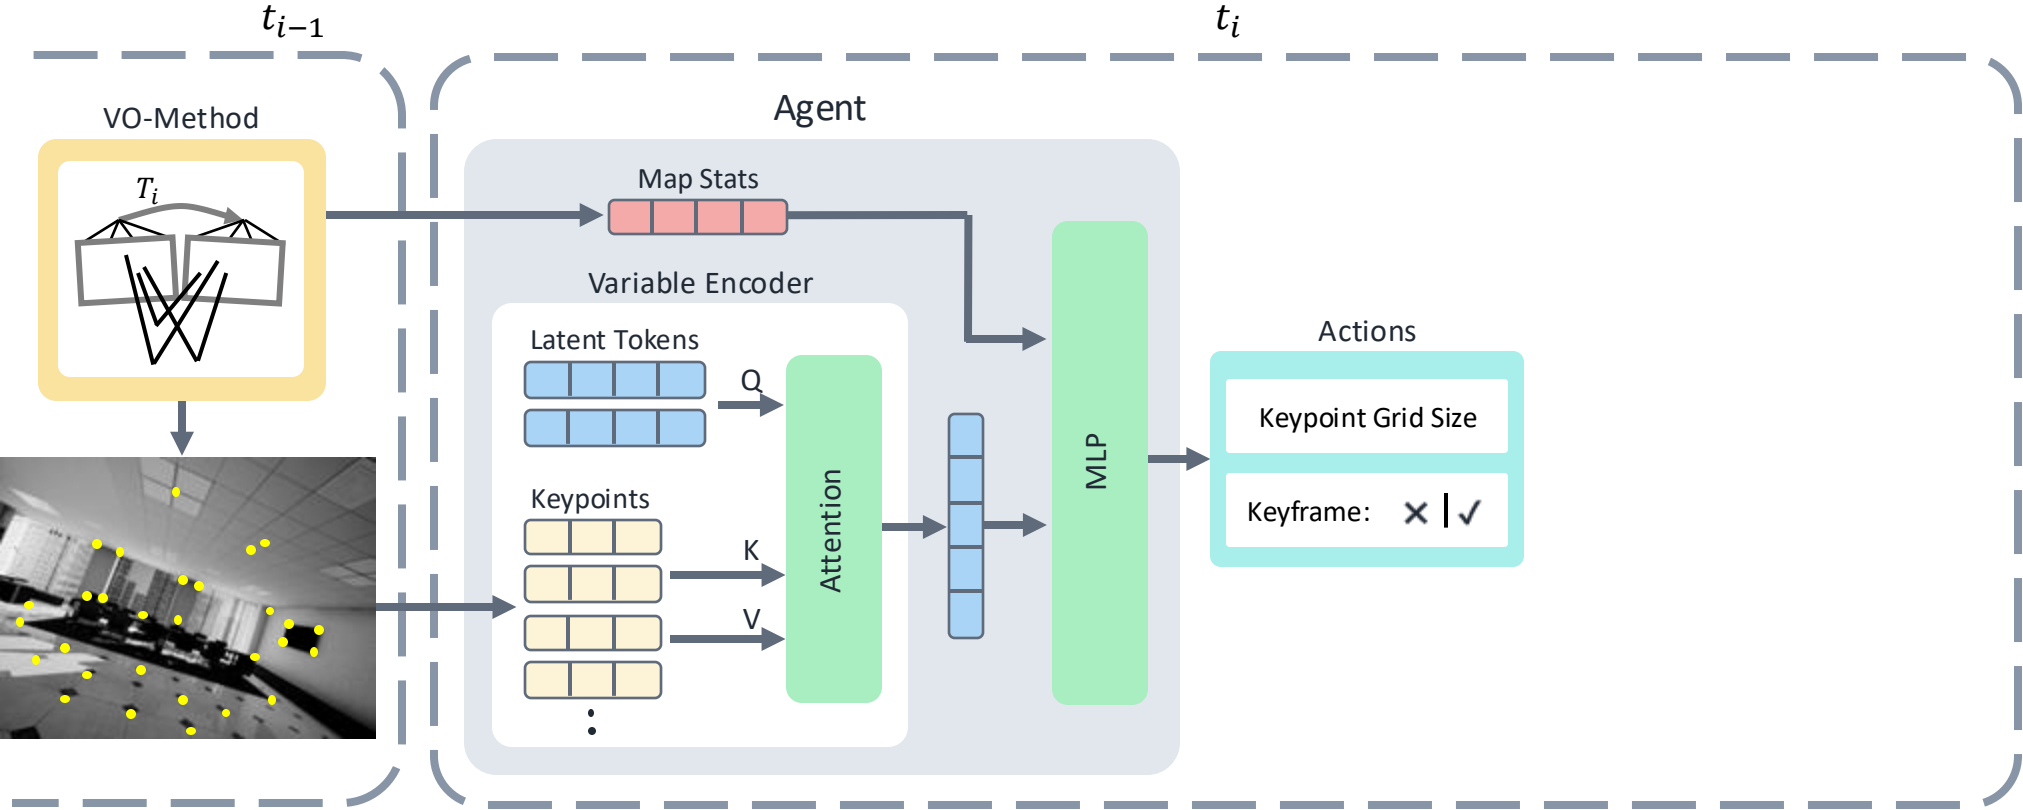 t_{i−1}
t_i
VO-Method
T_i
Agent
Map Stats
Variable Encoder
Latent Tokens
Q
Keypoints
K
V
Attention
MLP
Actions
Keypoint Grid Size
Keyframe: ✕ | ✓